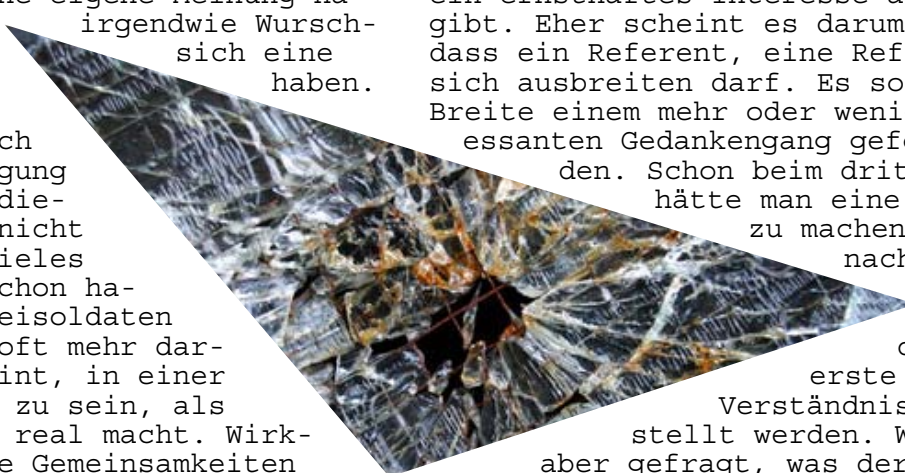 ne eigene Meinung ha-
irgendwie Wursch-
sich eine
haben.
ch
gung
die-
nicht
ieles
chon ha-
eisoldaten
oft mehr dar-
int, in einer
zu sein, als
real macht. Wirk-
e Gemeinsamkeiten
ein ernsthaftes Interesse a
gibt. Eher scheint es darum
dass ein Referent, eine Ref
sich ausbreiten darf. Es so
Breite einem mehr oder weni
essanten Gedankengang gefo
den. Schon beim drit
hätte man eine
zu machen
nach
erste
Verständnis
stellt werden. W
aber gefragt, was der